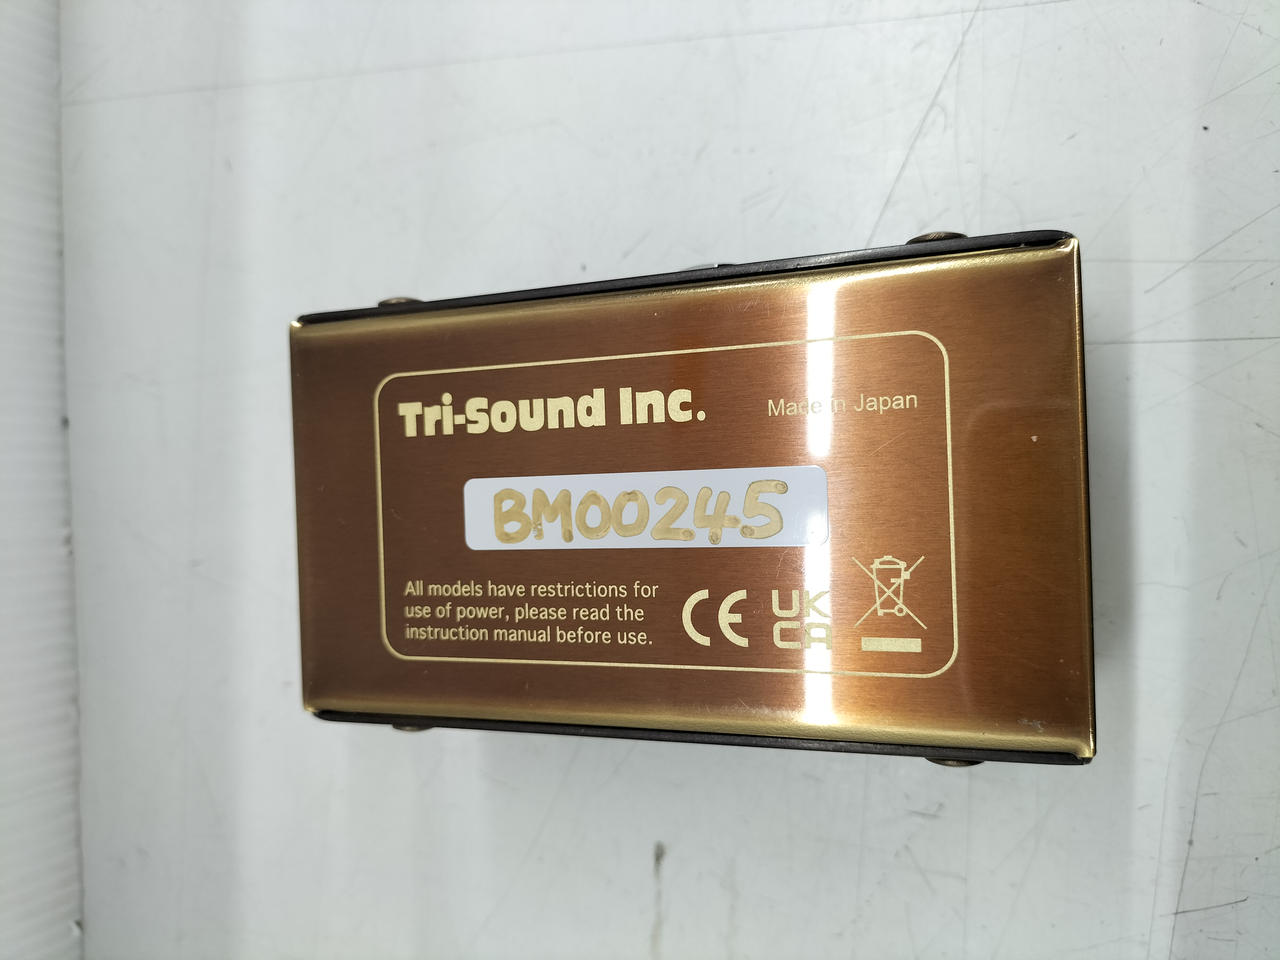 Tri-Sound Inc.
Made in Japan
BM00245
All models have restrictions for
use of power, please read the
instruction manual before use.
CE
UK
CA